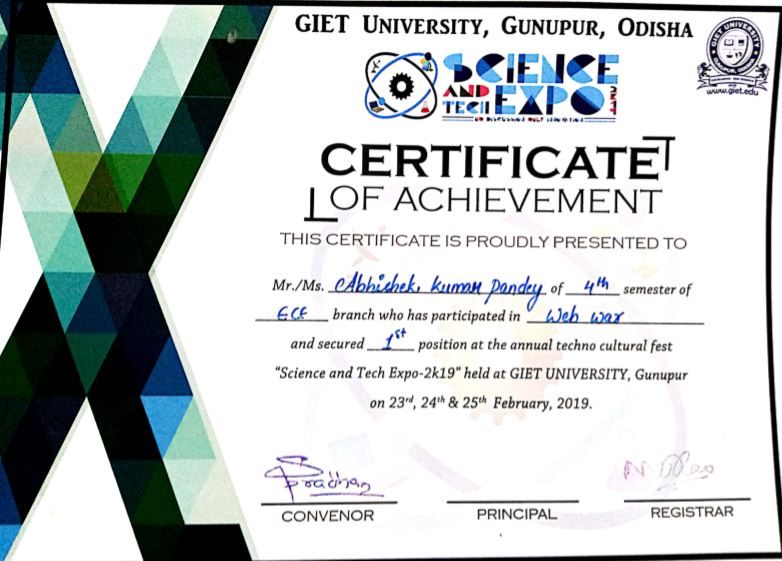 GIET UNIVERSITY, GUNUPUR, ODISHA
SCIENCE
AND TECH EXPO 2K19
GIET UNIVERSITY
GUNUPUR, ODISHA
www.giet.edu
CERTIFICATE
OF ACHIEVEMENT
THIS CERTIFICATE IS PROUDLY PRESENTED TO
Mr./Ms. Abhishek Kumar Pandey of 4th semester of
ECE branch who has participated in Web war
and secured 1st position at the annual techno cultural fest
"Science and Tech Expo-2k19" held at GIET UNIVERSITY, Gunupur
on 23rd, 24th & 25th February, 2019.
Pradhan
CONVENOR
PRINCIPAL
REGISTRAR